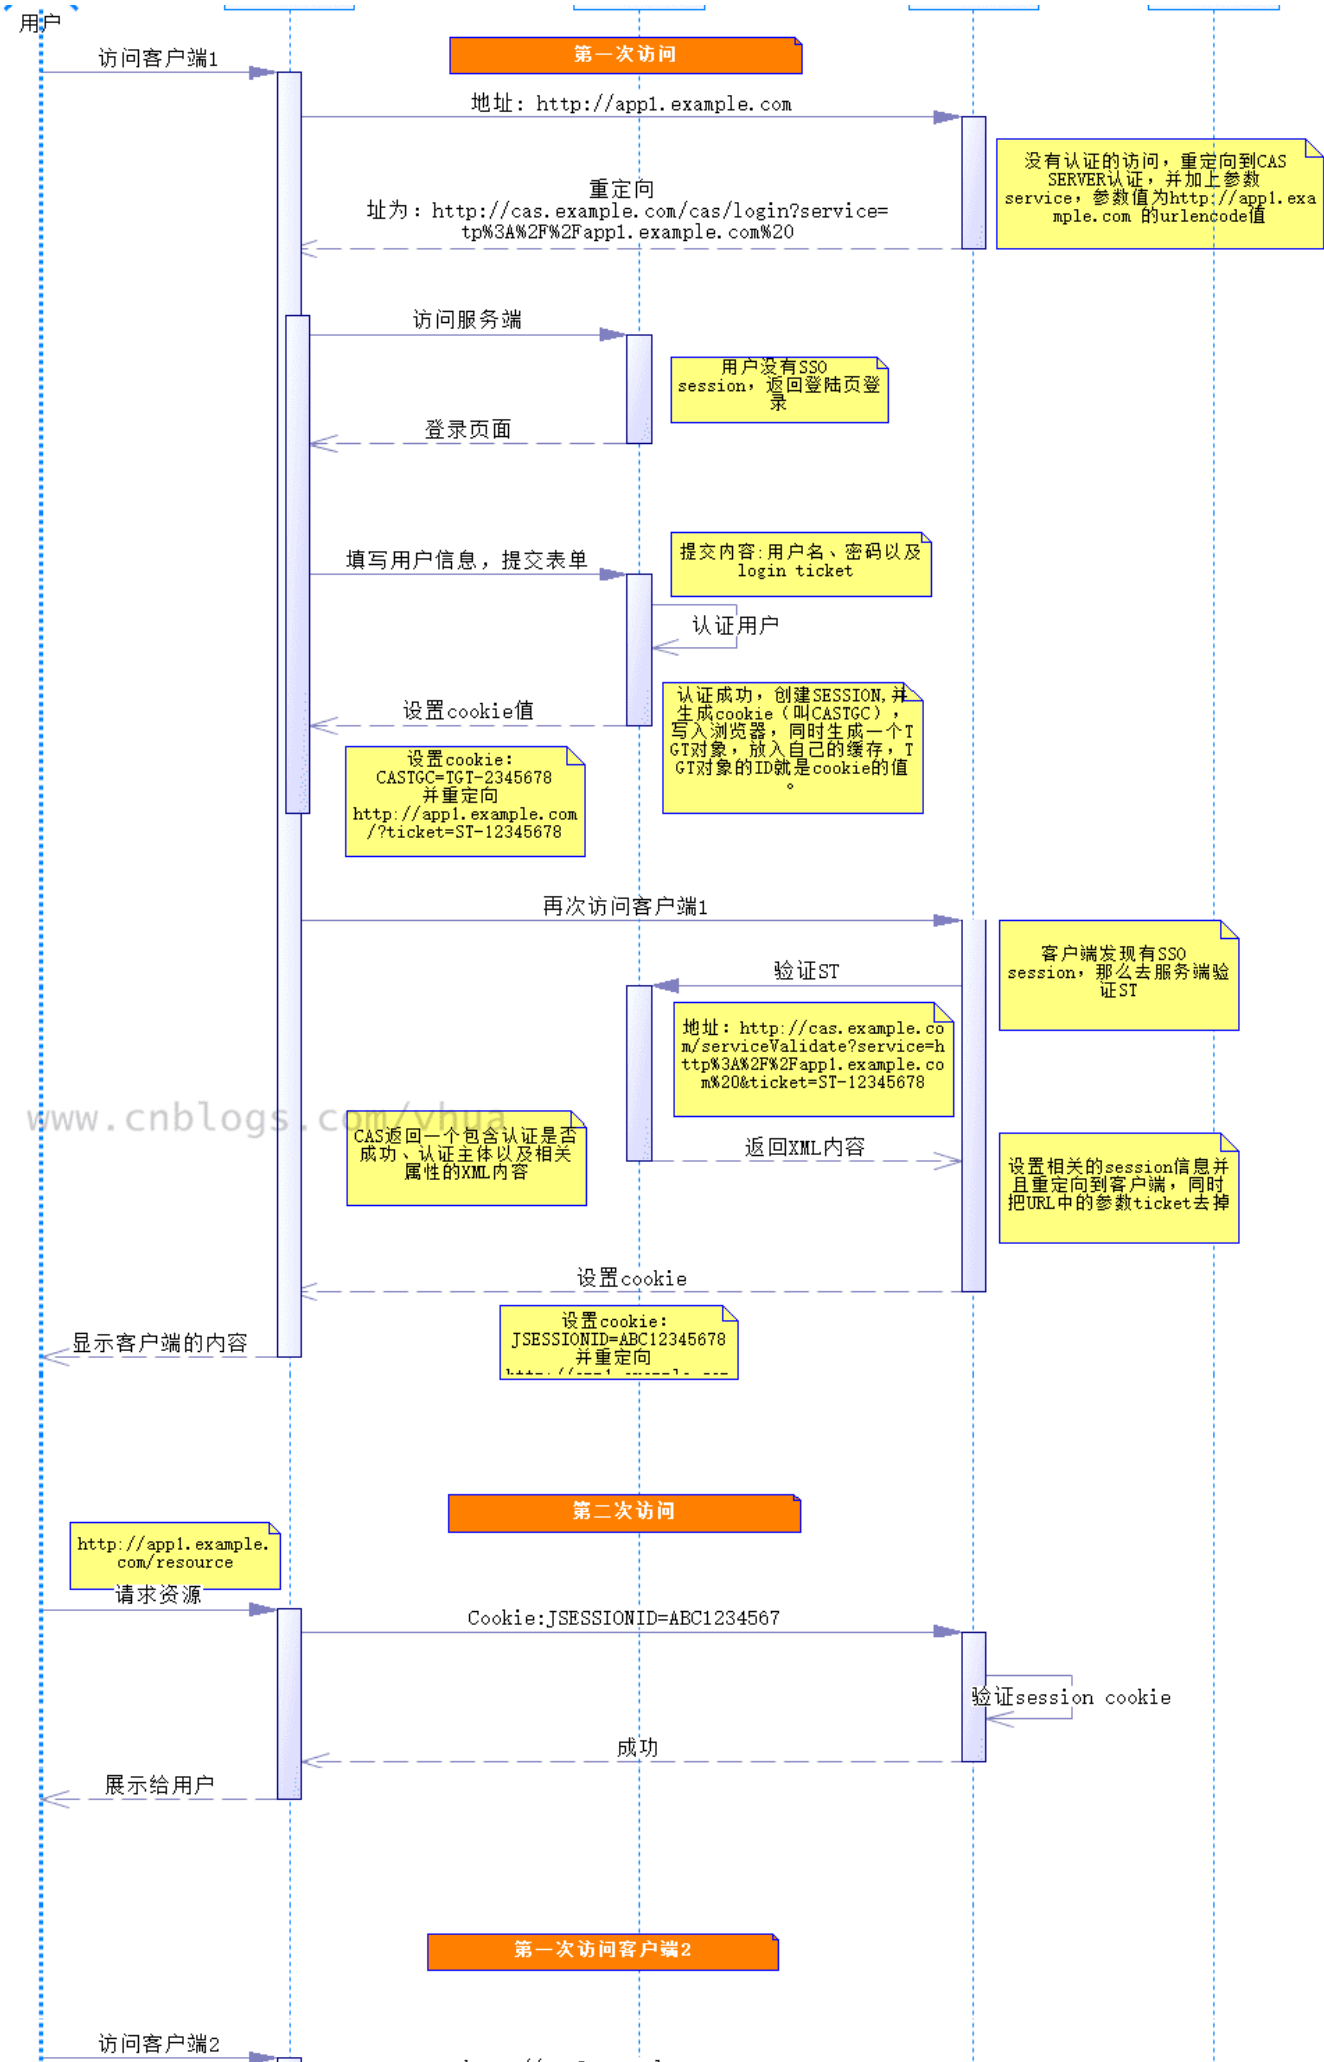 用户
第一次访问
访问客户端1
地址: http://app1.example.com
没有认证的访问，重定向到CAS
SERVER认证，并加上参数
service，参数值为http://app1.exa
mple.com 的urlencode值
重定向
址为：http://cas.example.com/cas/login?service=
tp%3A%2F%2Fapp1.example.com%20
访问服务端
用户没有SSO
session，返回登陆页登
录
登录页面
提交内容:用户名、密码以及
login ticket
填写用户信息，提交表单
认证用户
认证成功，创建SESSION,并
生成cookie（叫CASTGC），
写入浏览器，同时生成一个T
GT对象，放入自己的缓存，T
GT对象的ID就是cookie的值
。
设置cookie值
设置cookie:
CASTGC=TGT-2345678
并重定向
http://app1.example.com
/?ticket=ST-12345678
再次访问客户端1
客户端发现有SSO
session，那么去服务端验
证ST
验证ST
地址: http://cas.example.co
m/serviceValidate?service=h
ttp%3A%2F%2Fapp1.example.co
m%20&ticket=ST-12345678
www.cnblogs.com/vhua
CAS返回一个包含认证是否
成功、认证主体以及相关
属性的XML内容
返回XML内容
设置相关的session信息并
且重定向到客户端，同时
把URL中的参数ticket去掉
设置cookie
设置cookie:
JSESSIONID=ABC12345678
并重定向
http://app1.example.com
显示客户端的内容
第二次访问
http://app1.example.
com/resource
请求资源
Cookie:JSESSIONID=ABC1234567
验证session cookie
成功
展示给用户
第一次访问客户端2
访问客户端2